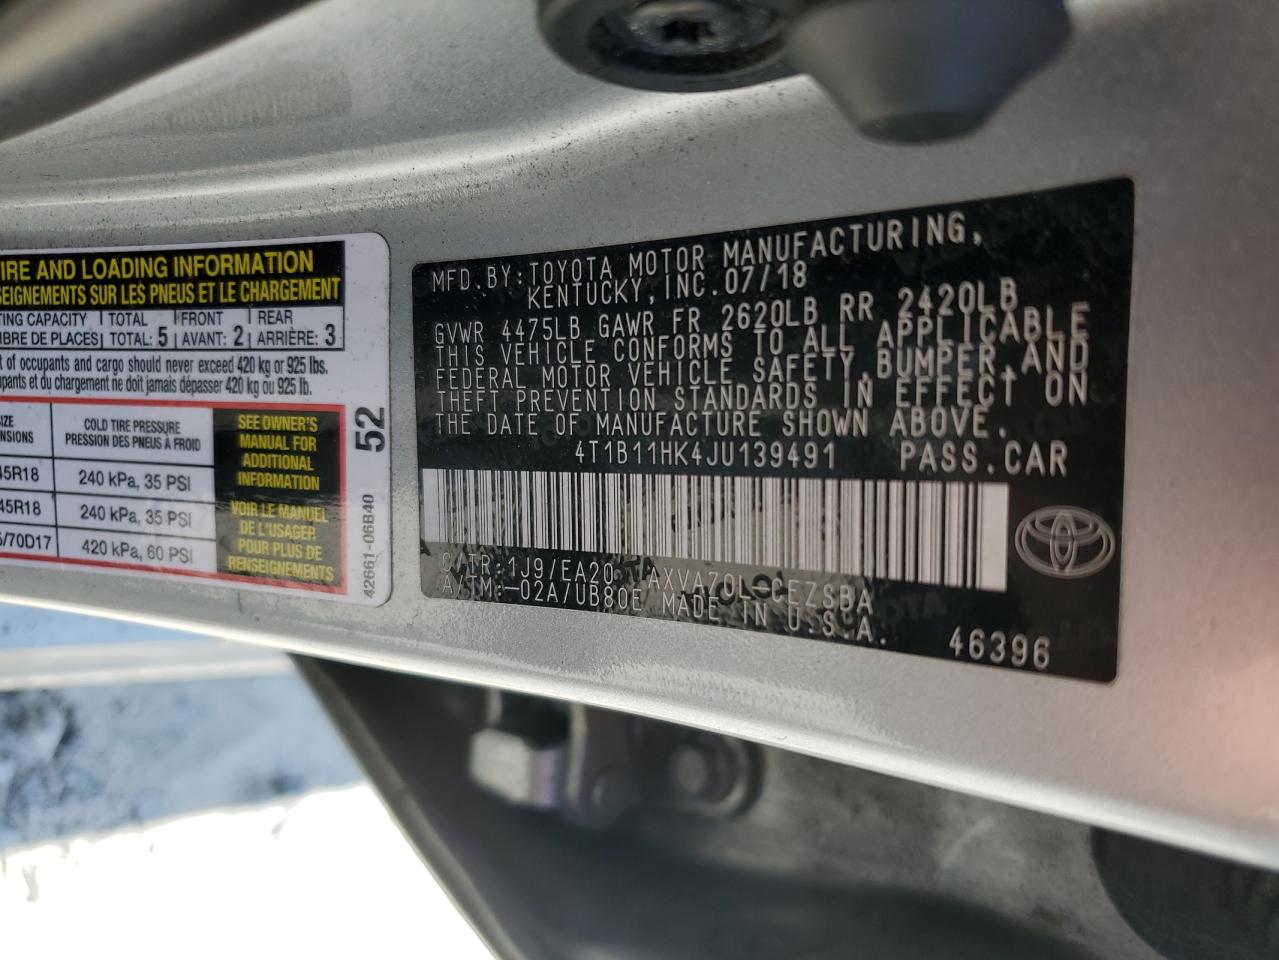 IRE AND LOADING INFORMATION
SEIGNEMENTS SUR LES PNEUS ET LE CHARGEMENT
TING CAPACITY TOTAL FRONT REAR
MBRE DE PLACES TOTAL: 5 AVANT: 2 ARRIÈRE: 3
t of occupants and cargo should never exceed 420 kg or 925 lbs.
pants et du chargement ne doit jamais dépasser 420 kg ou 925 lb.
SIZE COLD TIRE PRESSURE
NSIONS PRESSION DES PNEUS À FROID
45R18 240 kPa, 35 PSI
45R18 240 kPa, 35 PSI
/70D17 420 kPa, 60 PSI
SEE OWNER'S
MANUAL FOR
ADDITIONAL
INFORMATION
VOIR LE MANUEL
DE L'USAGER
POUR PLUS DE
RENSEIGNEMENTS
52
42661-06B40
MFD.BY:TOYOTA MOTOR MANUFACTURING,
KENTUCKY,INC.07/18
GVWR 4475LB GAWR FR 2620LB RR 2420LB
THIS VEHICLE CONFORMS TO ALL APPLICABLE
FEDERAL MOTOR VEHICLE SAFETY,BUMPER,AND
THEFT PREVENTION STANDARDS IN EFFECT ON
THE DATE OF MANUFACTURE SHOWN ABOVE.
4T1B11HK4JU139491 PASS.CAR
C/TR:1J9/EA20 AXVA70L-CEZSBA
A/TM:-02A/UB80E MADE IN U.S.A.
46396